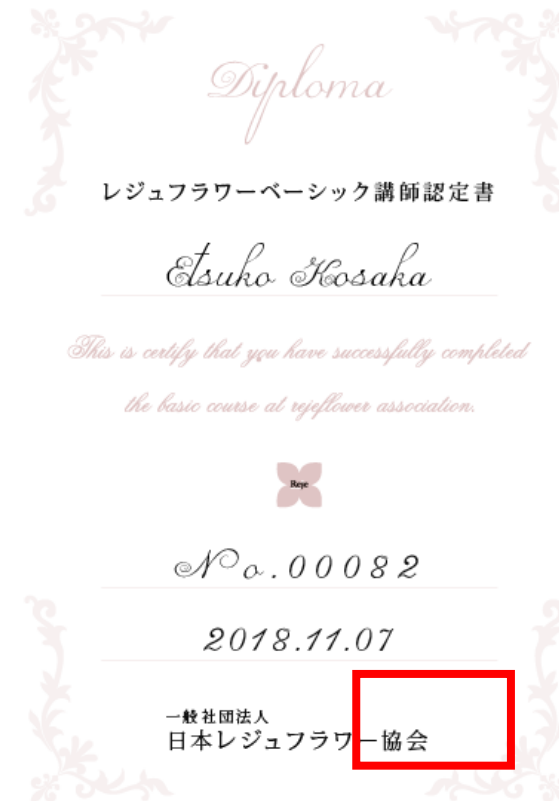 Diploma
レジュフラワーベーシック講師認定書
Etsuko Kosaka
This is certify that you have successfully completed
the basic course at rejeflower association.
Reje
No.00082
2018.11.07
一般社団法人
日本レジュフラワー協会